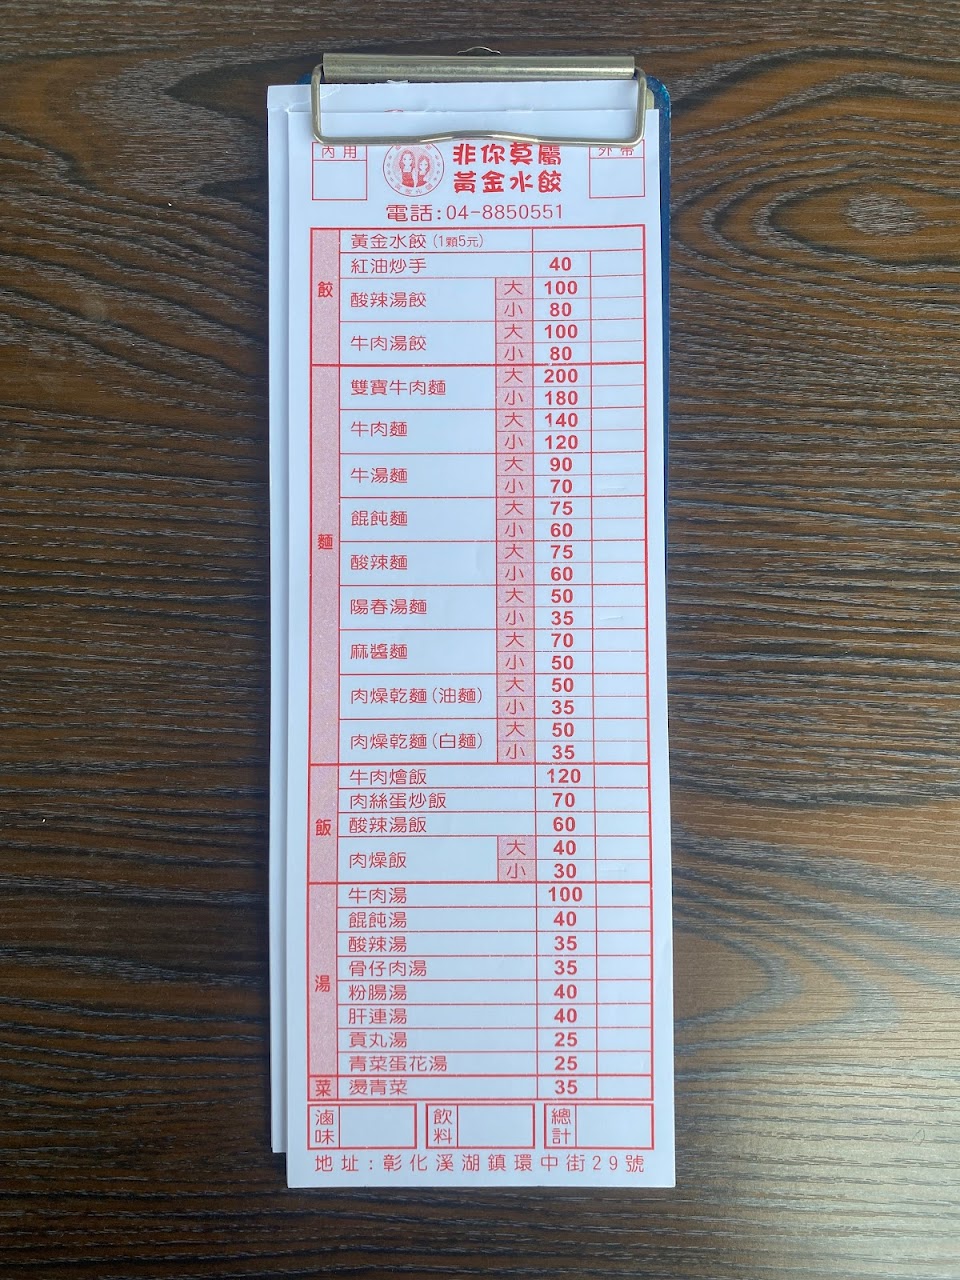 內用
非你莫屬
黃金水餃
外帶
電話:04-8850551
餃
黃金水餃(1顆5元)
紅油炒手 40
酸辣湯餃 大 100
小 80
牛肉湯餃 大 100
小 80
麵
雙寶牛肉麵 大 200
小 180
牛肉麵 大 140
小 120
牛湯麵 大 90
小 70
餛飩麵 大 75
小 60
酸辣麵 大 75
小 60
陽春湯麵 大 50
小 35
麻醬麵 大 70
小 50
肉燥乾麵(油麵) 大 50
小 35
肉燥乾麵(白麵) 大 50
小 35
飯
牛肉燴飯 120
肉絲蛋炒飯 70
酸辣湯飯 60
肉燥飯 大 40
小 30
湯
牛肉湯 100
餛飩湯 40
酸辣湯 35
骨仔肉湯 35
粉腸湯 40
肝連湯 40
貢丸湯 25
青菜蛋花湯 25
菜 燙青菜 35
滷味 飲料 總計
地址:彰化溪湖鎮環中街29號